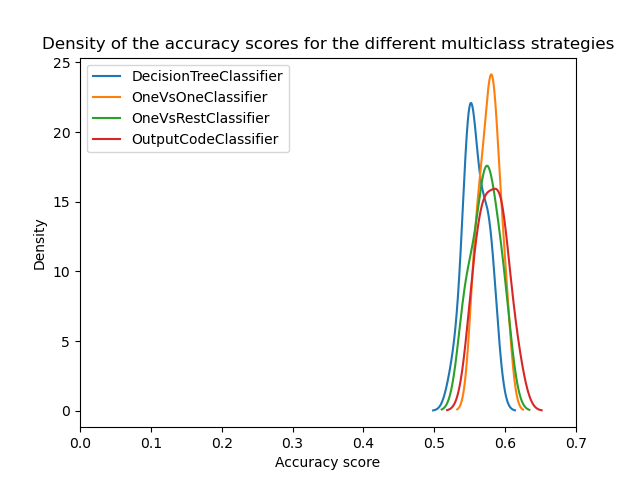 Density of the accuracy scores for the different multiclass strategies
25
20
15
10
5
0
Density
DecisionTreeClassifier
OneVsOneClassifier
OneVsRestClassifier
OutputCodeClassifier
0.0 0.1 0.2 0.3 0.4 0.5 0.6 0.7
Accuracy score